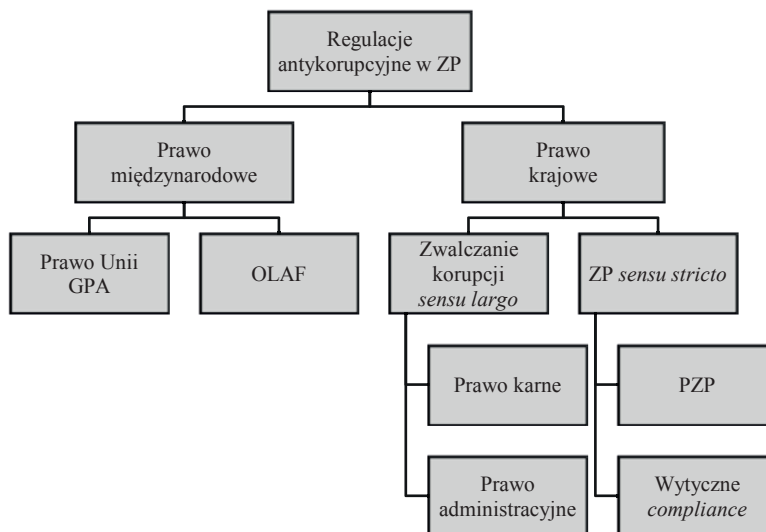 Regulacje
antykorupcyjne w ZP
Prawo
międzynarodowe
Prawo
krajowe
Prawo Unii
GPA
OLAF
Zwalczanie
korupcji
sensu largo
ZP sensu stricto
Prawo karne
PZP
Prawo
administracyjne
Wytyczne
compliance